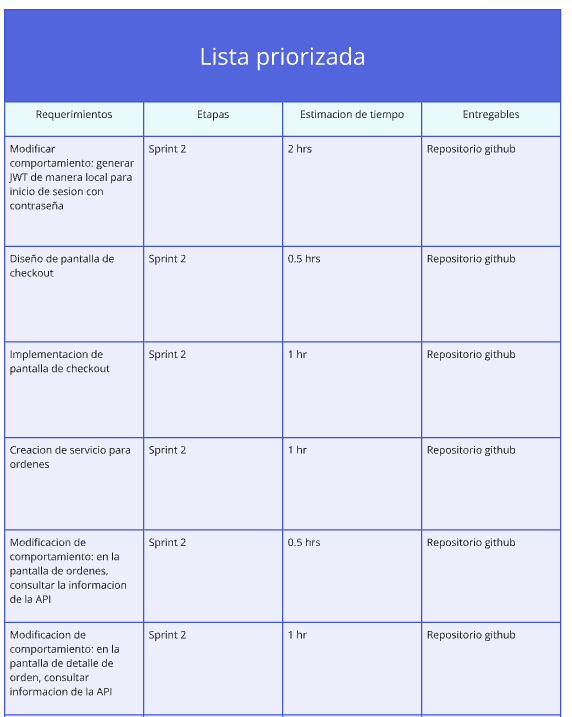 Lista priorizada
Requerimientos
Etapas
Estimacion de tiempo
Entregables
Modificar
comportamiento: generar
JWT de manera local para
inicio de sesion con
contraseña
Sprint 2
2 hrs
Repositorio github
Diseño de pantalla de
checkout
Sprint 2
0.5 hrs
Repositorio github
Implementacion de
pantalla de checkout
Sprint 2
1 hr
Repositorio github
Creacion de servicio para
ordenes
Sprint 2
1 hr
Repositorio github
Modificacion de
comportamiento: en la
pantalla de ordenes,
consultar la informacion
de la API
Sprint 2
0.5 hrs
Repositorio github
Modificacion de
comportamiento: en la
pantalla de detalle de
orden, consultar
informacion de la API
Sprint 2
1 hr
Repositorio github